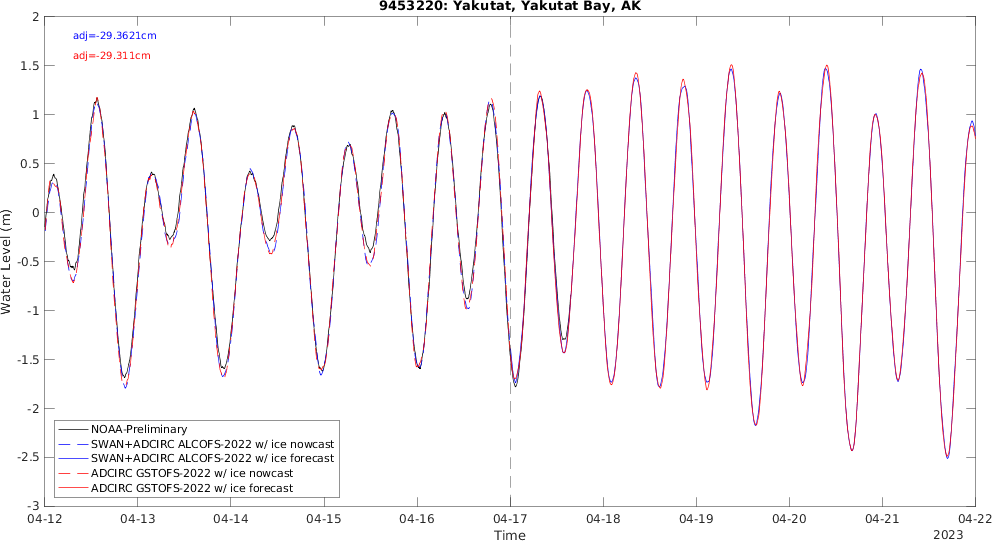 9453220: Yakutat, Yakutat Bay, AK
adj=-29.3621cm
adj=-29.311cm
2
1.5
1
0.5
0
-0.5
-1
-1.5
-2
-2.5
-3
Water Level (m)
NOAA-Preliminary
SWAN+ADCIRC ALCOFS-2022 w/ ice nowcast
SWAN+ADCIRC ALCOFS-2022 w/ ice forecast
ADCIRC GSTOFS-2022 w/ ice nowcast
ADCIRC GSTOFS-2022 w/ ice forecast
04-12 04-13 04-14 04-15 04-16 04-17 04-18 04-19 04-20 04-21 04-22
Time
2023